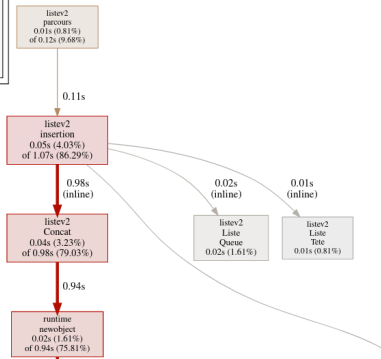 listev2
parcours
0.01s (0.81%)
of 0.12s (9.68%)
0.11s
listev2
insertion
0.05s (4.03%)
of 1.07s (86.29%)
0.98s
(inline)
0.02s
(inline)
0.01s
(inline)
listev2
Concat
0.04s (3.23%)
of 0.98s (79.03%)
listev2
Liste
Queue
0.02s (1.61%)
listev2
Liste
Tete
0.01s (0.81%)
0.94s
runtime
newobject
0.02s (1.61%)
of 0.94s (75.81%)